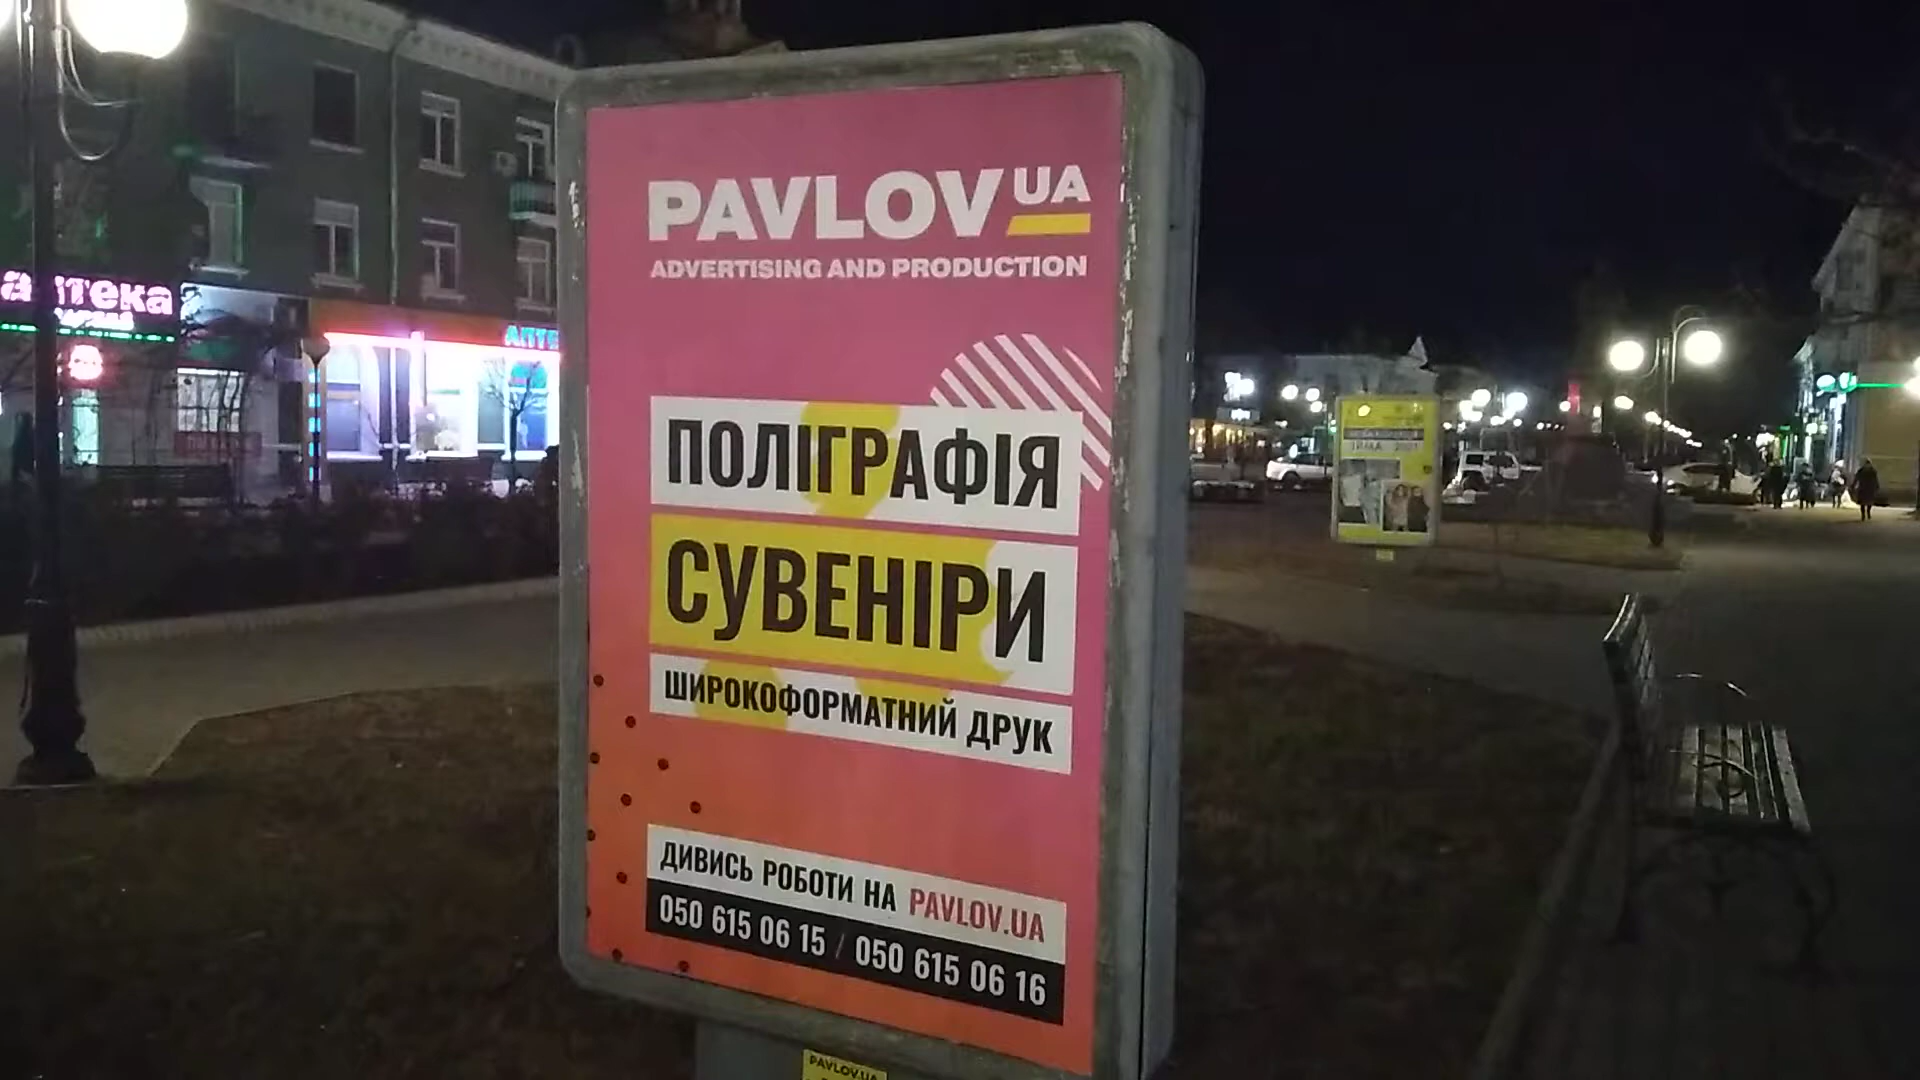 PAVLOV UA
ADVERTISING AND PRODUCTION
ПОЛІГРАФІЯ
СУВЕНІРИ
ШИРОКОФОРМАТНИЙ ДРУК
ДИВИСЬ РОБОТИ НА PAVLOV.UA
050 615 06 15 / 050 615 06 16
PAVLOV.UA
аптека
АПТЕ